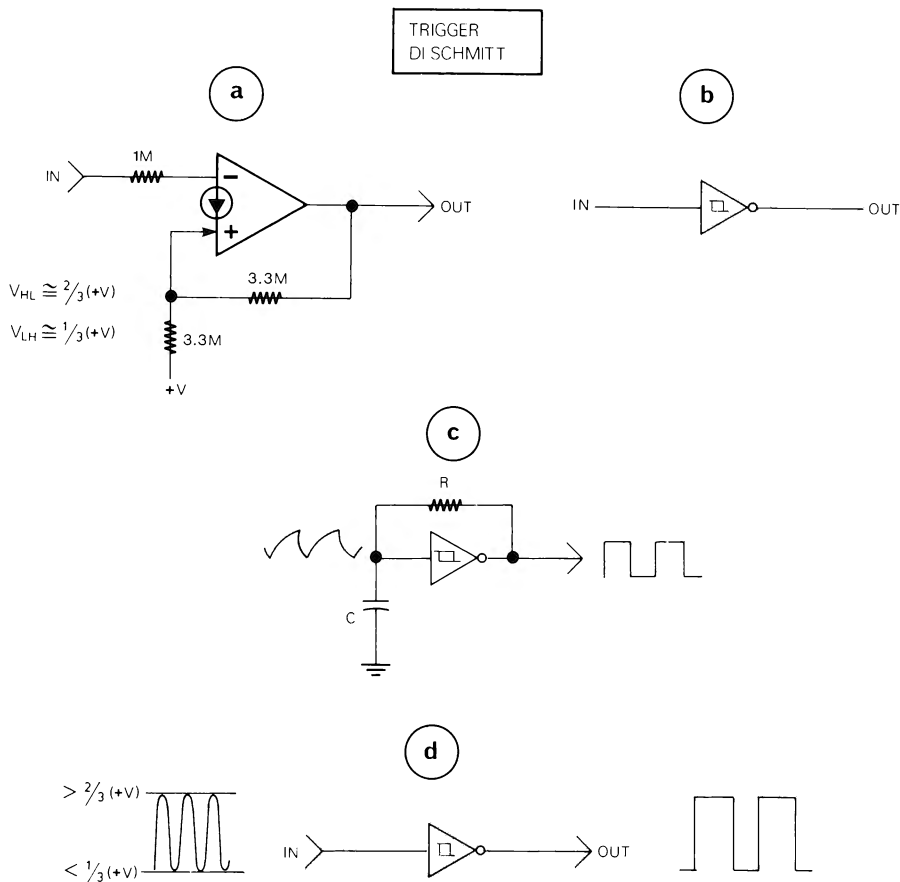 TRIGGER
DI SCHMITT
a
b
IN
1M
−
+
OUT
3.3M
V_HL ≅ 2/3 (+V)
V_LH ≅ 1/3 (+V)
3.3M
+V
IN
OUT
c
R
C
d
> 2/3 (+V)
< 1/3 (+V)
IN
OUT